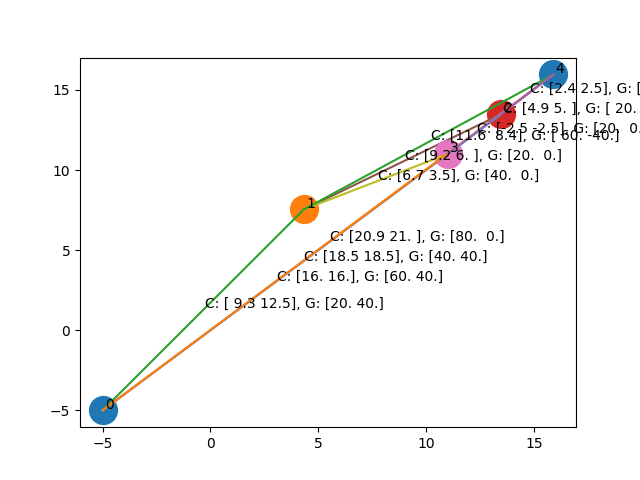 15
10
5
0
−5
−5
0
5
10
15
4
C: [2.4 2.5], G: [
2
C: [4.9 5. ], G: [ 20.
C: [-2.5 -2.5], G: [20. 0.
C: [11.6 8.4], G: [ 60. -40.]
3
C: [9.2 6. ], G: [20. 0.]
C: [6.7 3.5], G: [40. 0.]
1
C: [20.9 21. ], G: [80. 0.]
C: [18.5 18.5], G: [40. 40.]
C: [16. 16.], G: [60. 40.]
C: [ 9.3 12.5], G: [20. 40.]
0